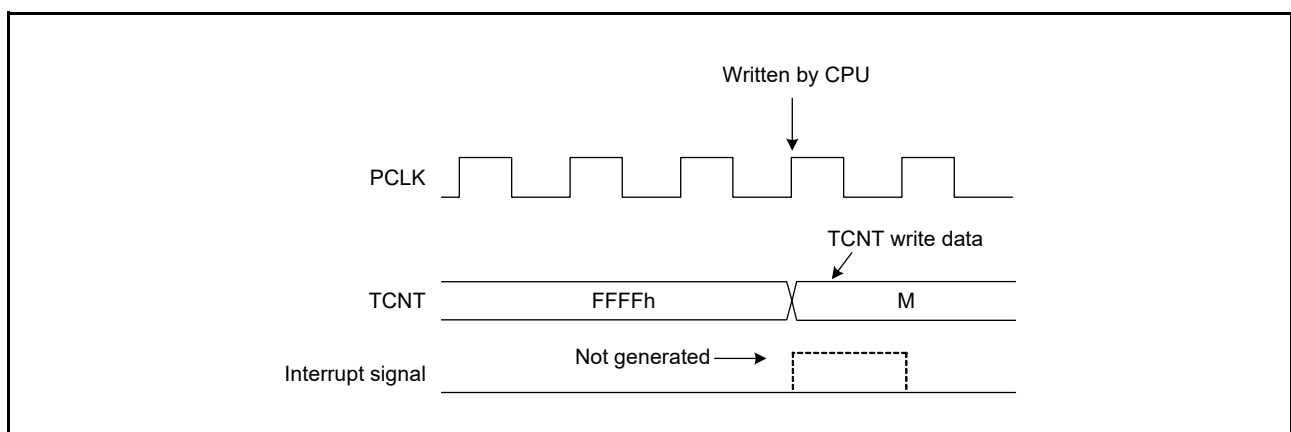 Written by CPU
PCLK
TCNT write data
TCNT
FFFFh
M
Not generated
Interrupt signal